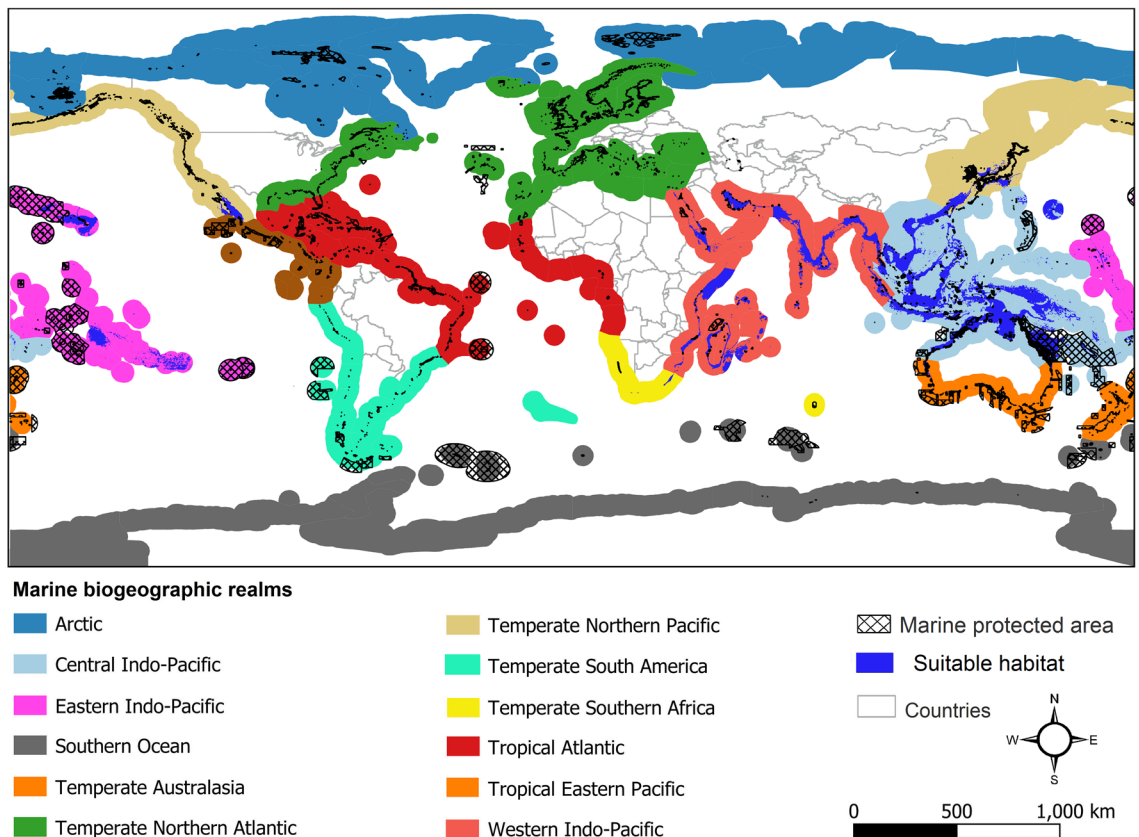 Marine biogeographic realms
Arctic
Central Indo-Pacific
Eastern Indo-Pacific
Southern Ocean
Temperate Australasia
Temperate Northern Atlantic
Temperate Northern Pacific
Temperate South America
Temperate Southern Africa
Tropical Atlantic
Tropical Eastern Pacific
Western Indo-Pacific
Marine protected area
Suitable habitat
Countries
N
W E
S
0 500 1,000 km